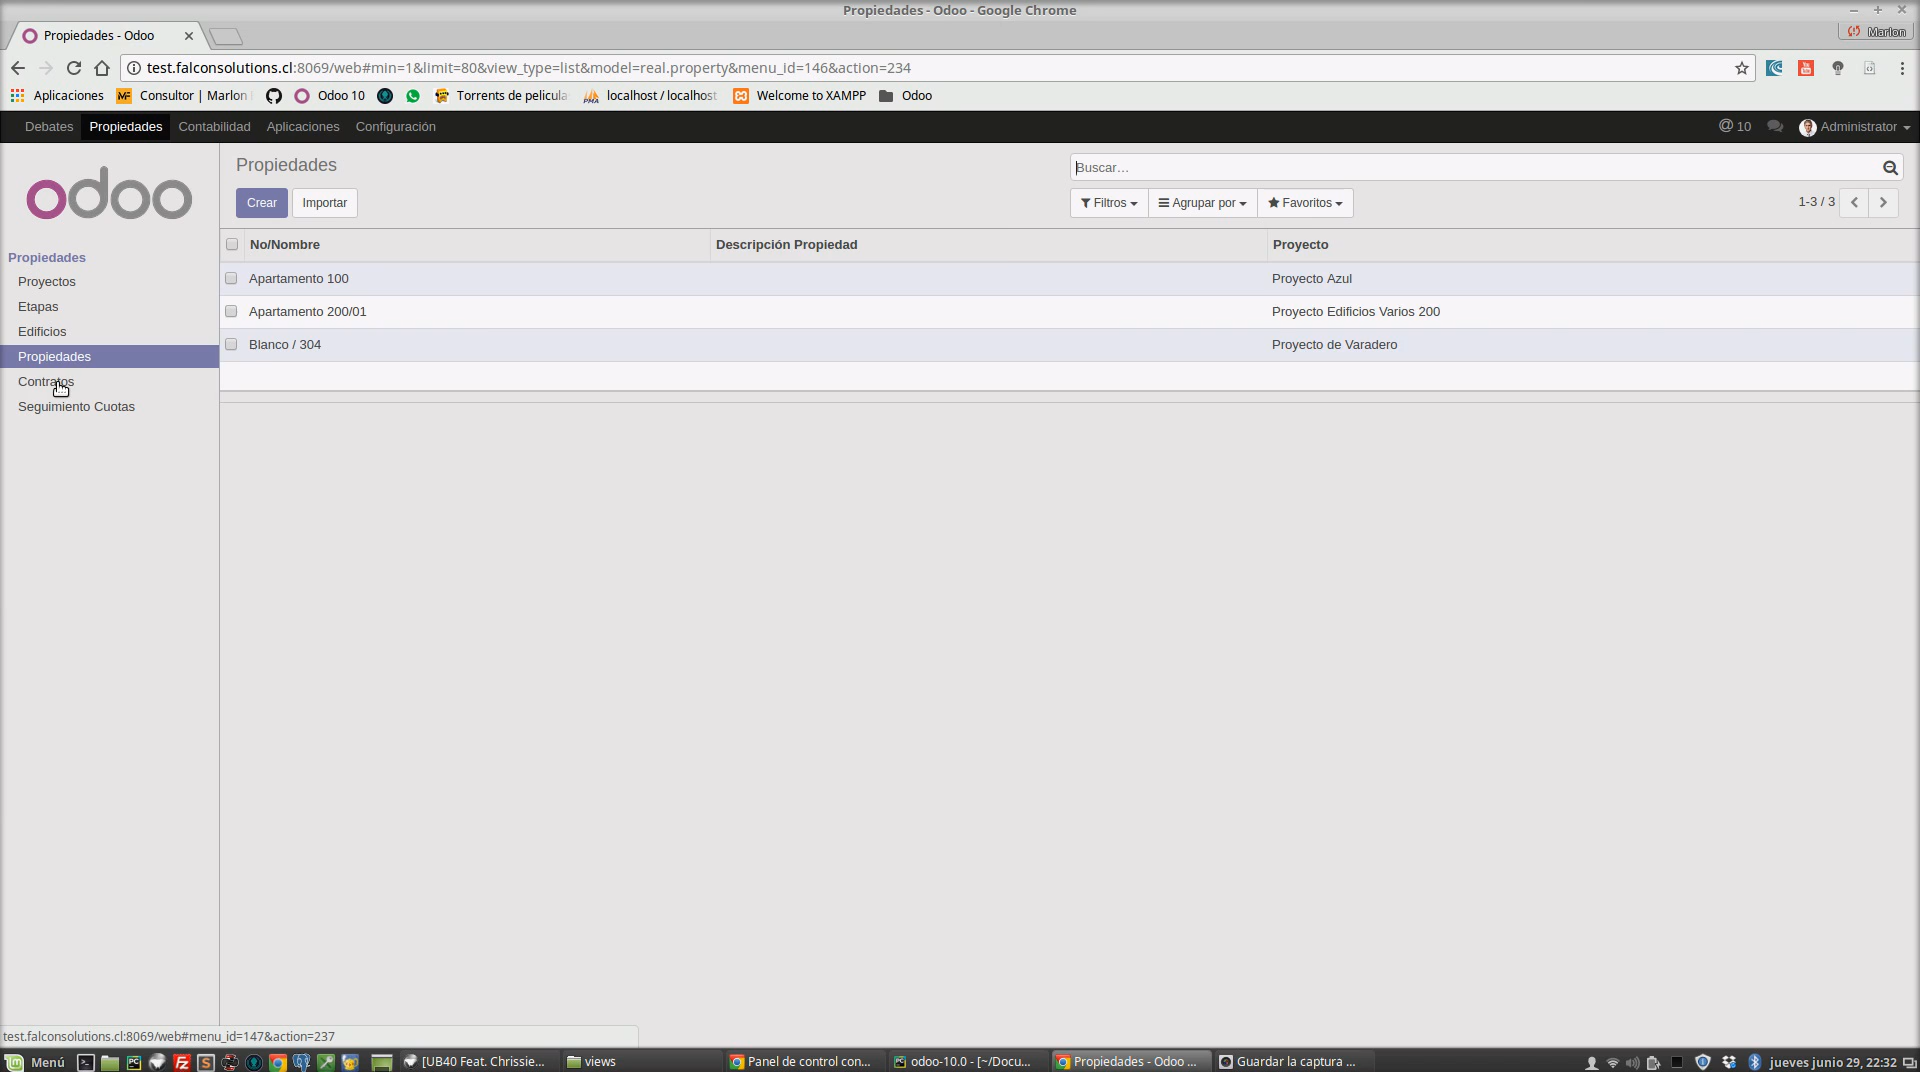 Propiedades - Odoo - Google Chrome
Propiedades - Odoo
Marlon
test.falconsolutions.cl:8069/web#min=1&limit=80&view_type=list&model=real.property&menu_id=146&action=234
Aplicaciones
MF Consultor | Marlon
Odoo 10
Torrents de pelicula
PMA localhost / localhost
Welcome to XAMPP
Odoo
Debates Propiedades Contabilidad Aplicaciones Configuración
@ 10
Administrator
odoo
Propiedades
Buscar...
Crear
Importar
Filtros
Agrupar por
Favoritos
1-3 / 3
Propiedades
Proyectos
Etapas
Edificios
Propiedades
Contratos
Seguimiento Cuotas
No/Nombre Descripción Propiedad Proyecto
Apartamento 100 Proyecto Azul
Apartamento 200/01 Proyecto Edificios Varios 200
Blanco / 304 Proyecto de Varadero
test.falconsolutions.cl:8069/web#menu_id=147&action=237
Menú
[UB40 Feat. Chrissie...
views
Panel de control con...
odoo-10.0 - [~/Docu...
Propiedades - Odoo ...
Guardar la captura ...
jueves junio 29, 22:32